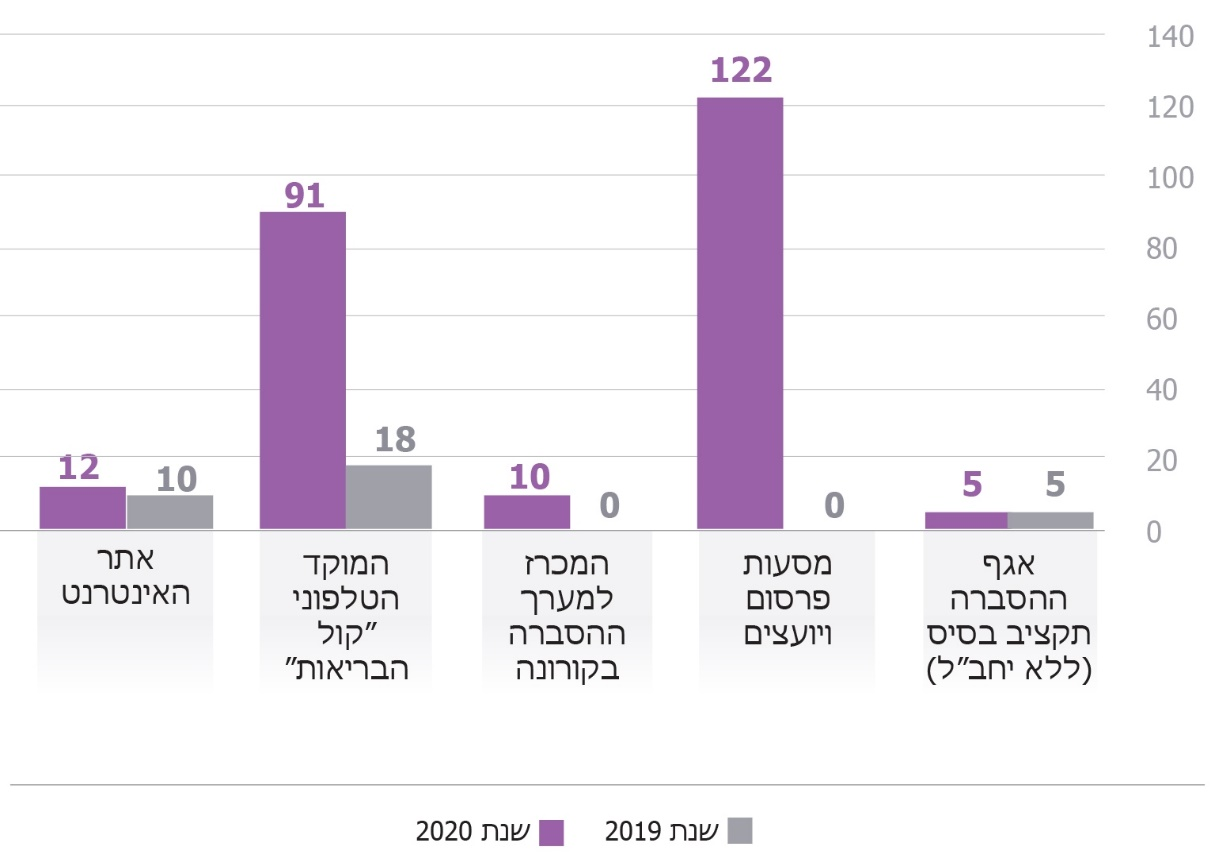 140
120
100
80
60
40
20
0
5
5
0
122
0
10
18
91
10
12
אגף
ההסברה
תקציב בסיס
(ללא יחב״ל)
מסעות
פרסום
ויועצים
המכרז
למערך
ההסברה
בקורונה
המוקד
הטלפוני
״קול
הבריאות״
אתר
האינטרנט
שנת 2019
שנת 2020